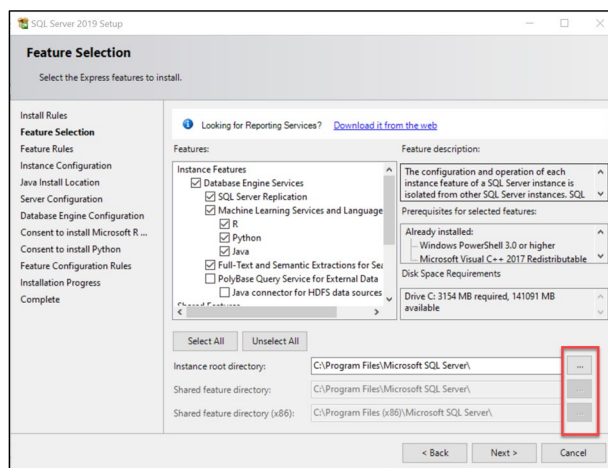 SQL Server 2019 Setup
Feature Selection
Select the Express features to install.
Install Rules
Feature Selection
Feature Rules
Instance Configuration
Java Install Location
Server Configuration
Database Engine Configuration
Consent to install Microsoft R ...
Consent to install Python
Feature Configuration Rules
Installation Progress
Complete
Looking for Reporting Services? Download it from the web
Features:
Instance Features
Database Engine Services
SQL Server Replication
Machine Learning Services and Language
R
Python
Java
Full-Text and Semantic Extractions for Sea
PolyBase Query Service for External Data
Java connector for HDFS data sources
Shared Features
Feature description:
The configuration and operation of each
instance feature of a SQL Server instance is
isolated from other SQL Server instances. SQL
Prerequisites for selected features:
Already installed:
Windows PowerShell 3.0 or higher
Microsoft Visual C++ 2017 Redistributable
Disk Space Requirements
Drive C: 3154 MB required, 141091 MB
available
Select All
Unselect All
Instance root directory:
C:\Program Files\Microsoft SQL Server\
...
Shared feature directory:
C:\Program Files\Microsoft SQL Server\
...
Shared feature directory (x86):
C:\Program Files (x86)\Microsoft SQL Server\
...
< Back
Next >
Cancel